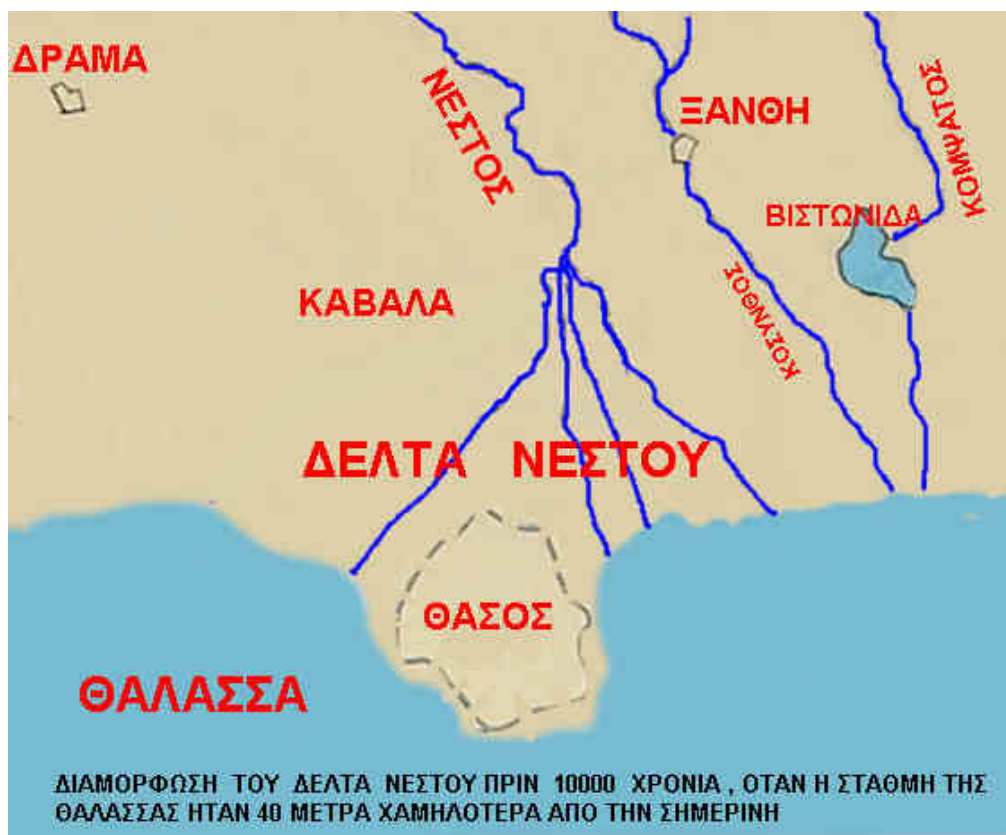 ΔΡΑΜΑ
ΝΕΣΤΟΣ
ΞΑΝΘΗ
ΚΟΜΨΑΤΟΣ
ΒΙΣΤΩΝΙΔΑ
ΚΑΒΑΛΑ
ΚΟΣΥΝΘΟΣ
ΔΕΛΤΑ ΝΕΣΤΟΥ
ΘΑΣΟΣ
ΘΑΛΑΣΣΑ
ΔΙΑΜΟΡΦΩΣΗ ΤΟΥ ΔΕΛΤΑ ΝΕΣΤΟΥ ΠΡΙΝ 10000 ΧΡΟΝΙΑ , ΟΤΑΝ Η ΣΤΑΘΜΗ ΤΗΣ
ΘΑΛΑΣΣΑΣ ΗΤΑΝ 40 ΜΕΤΡΑ ΧΑΜΗΛΟΤΕΡΑ ΑΠΟ ΤΗΝ ΣΗΜΕΡΙΝΗ